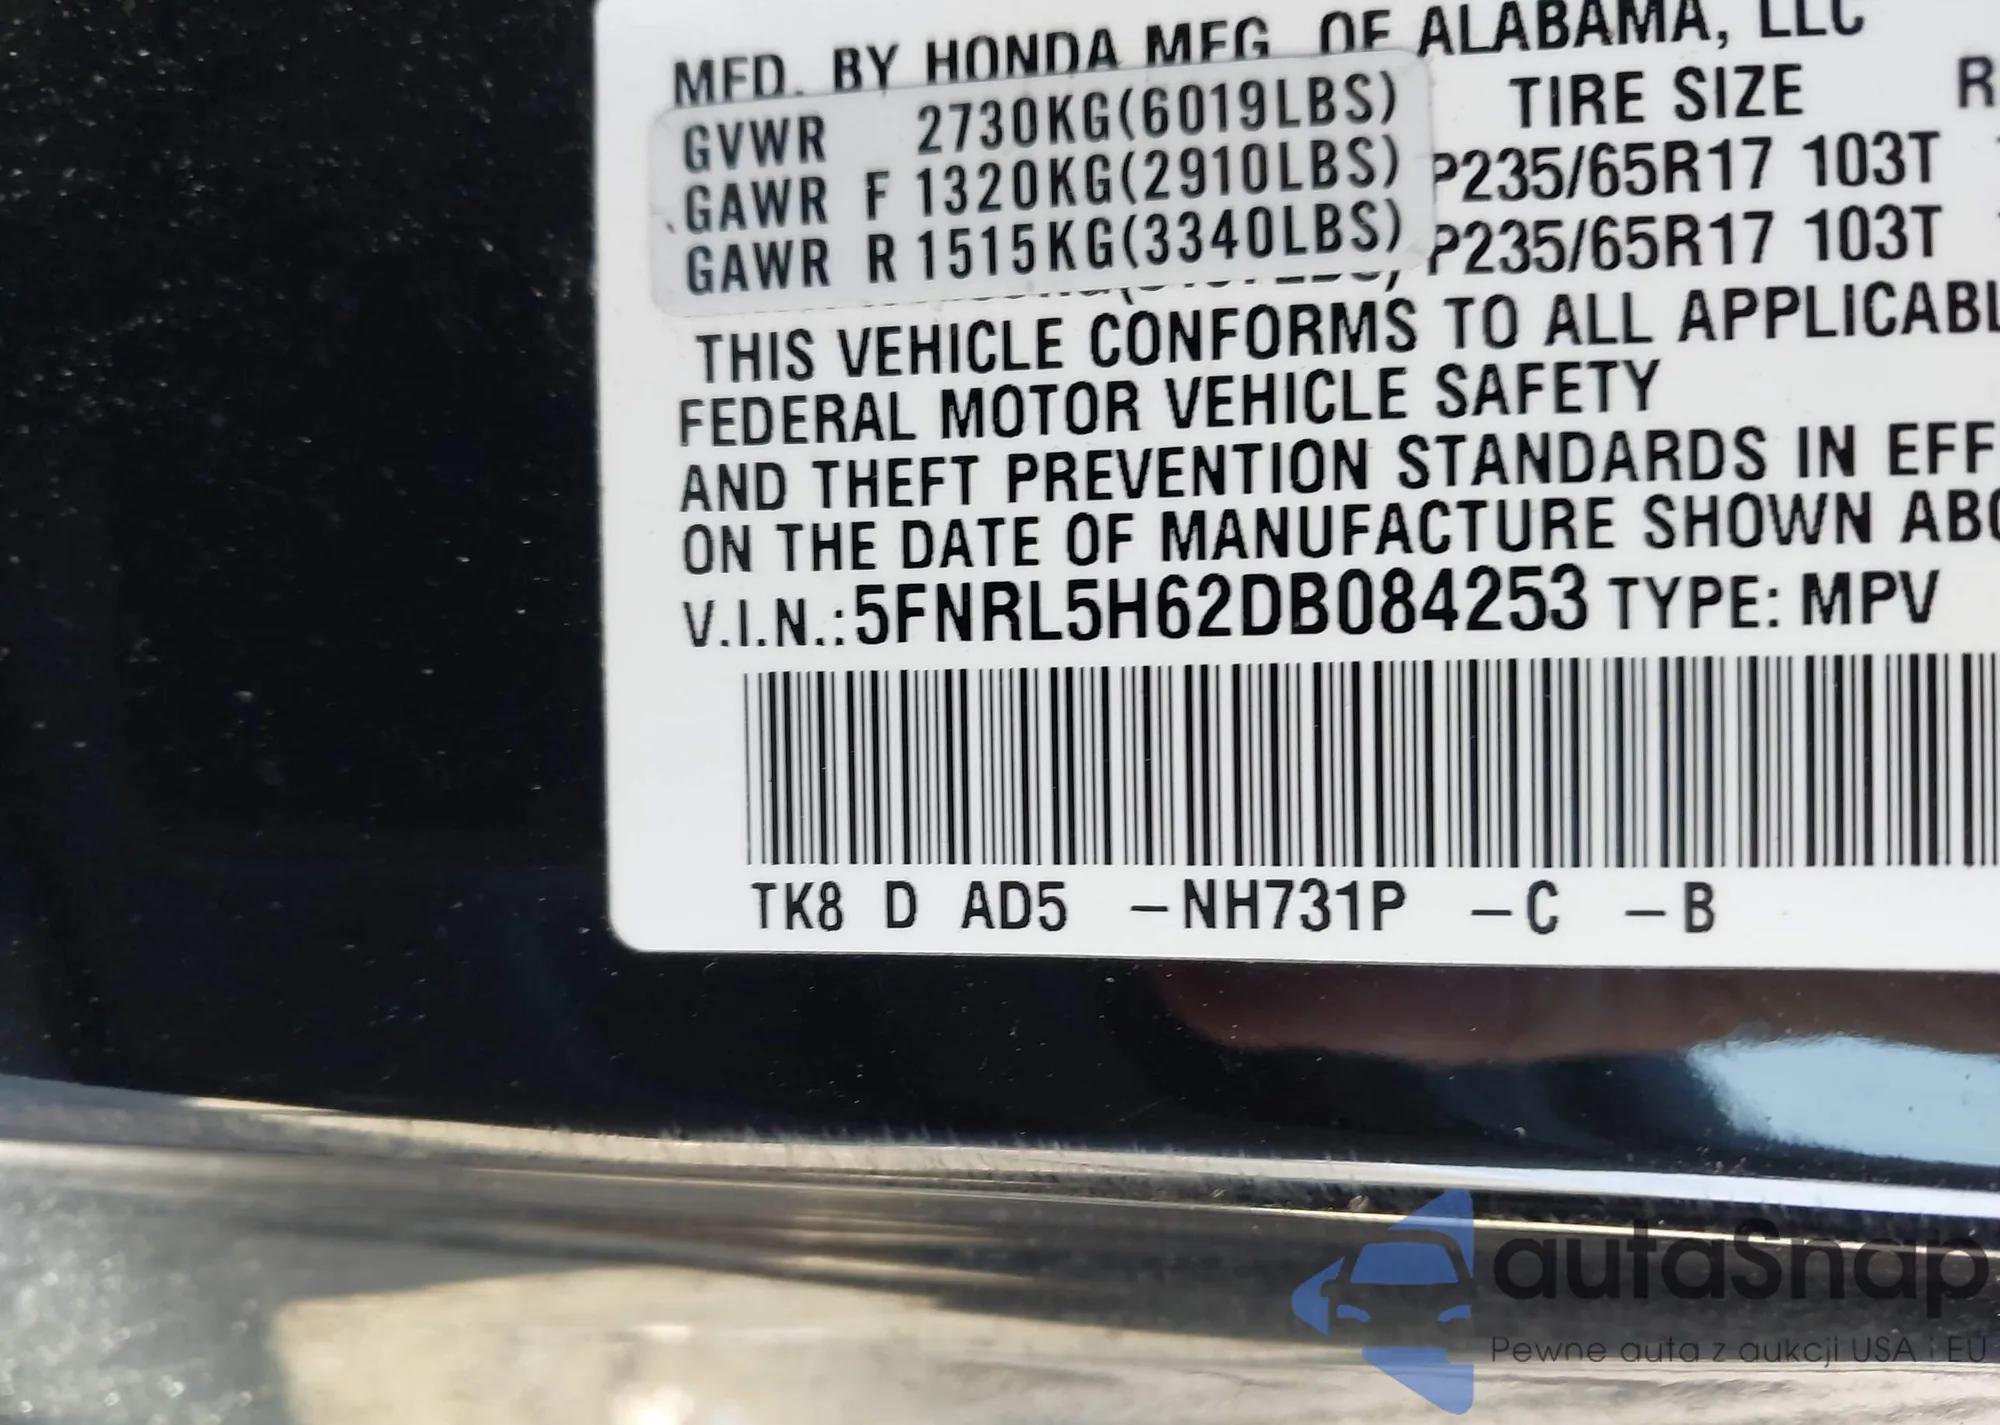 MFD. BY HONDA MFG. OF ALABAMA, LLC
GVWR 2730KG(6019LBS) TIRE SIZE R
GAWR F 1320KG(2910LBS) P235/65R17 103T
GAWR R 1515KG(3340LBS) P235/65R17 103T
THIS VEHICLE CONFORMS TO ALL APPLICABL
FEDERAL MOTOR VEHICLE SAFETY
AND THEFT PREVENTION STANDARDS IN EFF
ON THE DATE OF MANUFACTURE SHOWN ABO
V.I.N.:5FNRL5H62DB084253 TYPE: MPV
TK8 D AD5 –NH731P –C –B
autaSnap
Pewne auta z aukcji USA i EU